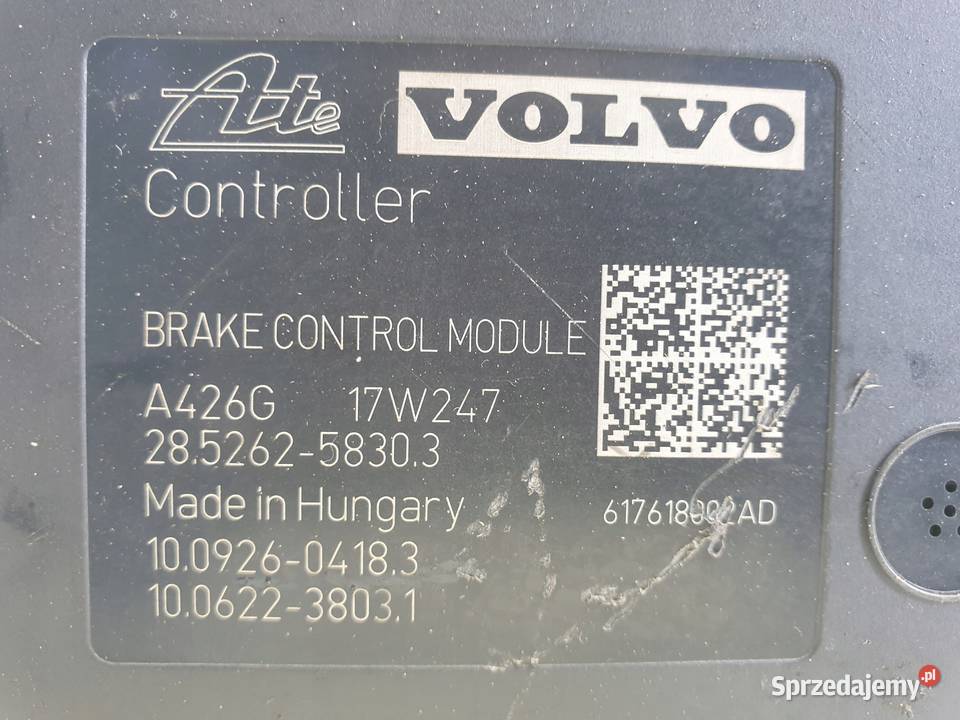 Ate VOLVO
Controller
BRAKE CONTROL MODULE
A426G 17W247
28.5262-5830.3
Made in Hungary
617618002AD
10.0926-0418.3
10.0622-3803.1
Sprzedajemy.pl